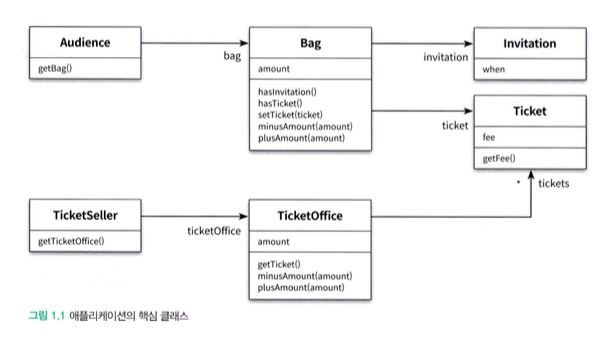 Audience
getBag()
bag
Bag
amount
hasInvitation()
hasTicket()
setTicket(ticket)
minusAmount(amount)
plusAmount(amount)
invitation
Invitation
when
ticket
Ticket
fee
getFee()
* tickets
TicketSeller
getTicketOffice()
ticketOffice
TicketOffice
amount
getTicket()
minusAmount(amount)
plusAmount(amount)
그림 1.1 애플리케이션의 핵심 클래스